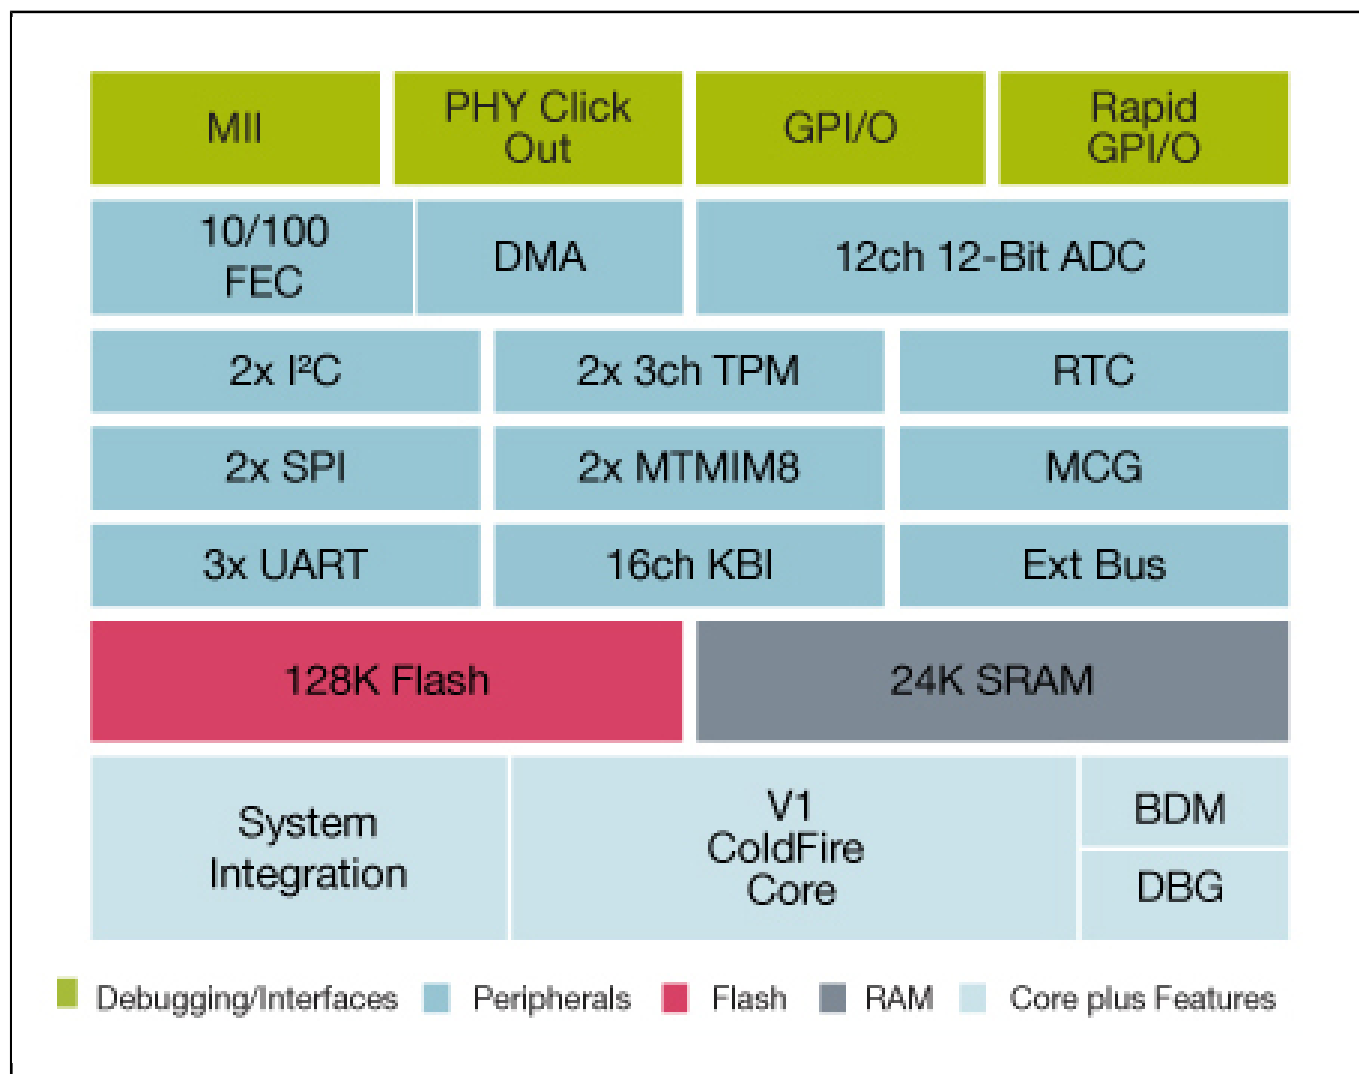 MII
PHY Click
Out
GPI/O
Rapid
GPI/O
10/100
FEC
DMA
12ch 12-Bit ADC
2x I²C
2x 3ch TPM
RTC
2x SPI
2x MTMIM8
MCG
3x UART
16ch KBI
Ext Bus
128K Flash
24K SRAM
System
Integration
V1
ColdFire
Core
BDM
DBG
Debugging/Interfaces
Peripherals
Flash
RAM
Core plus Features